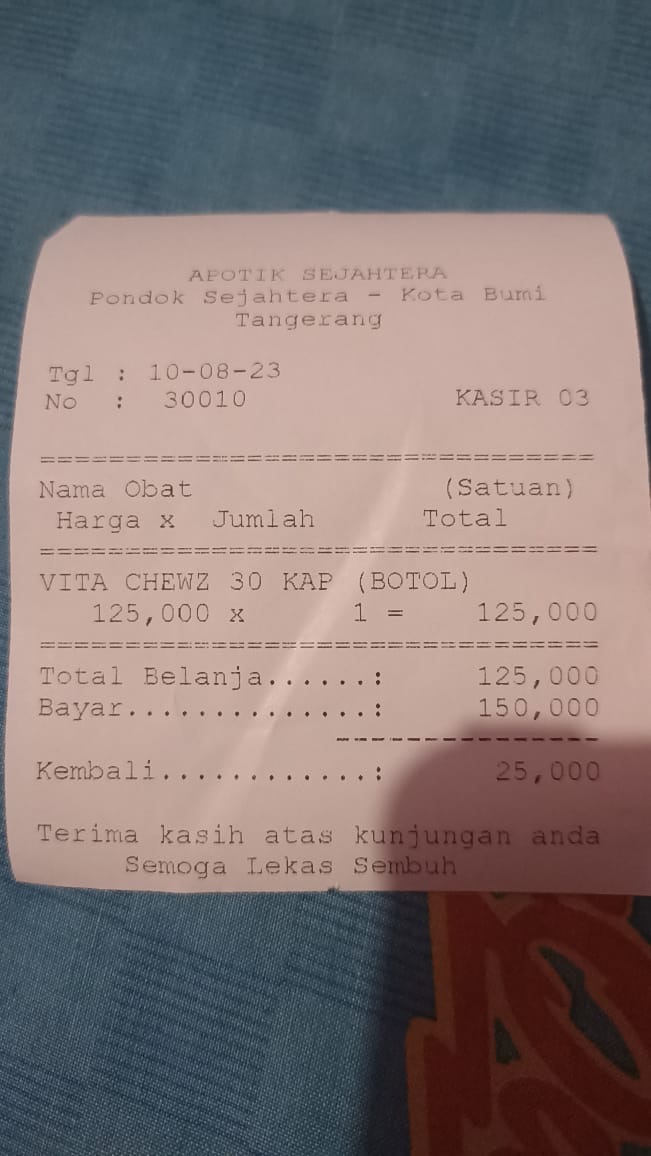 APOTIK SEJAHTERA
Pondok Sejahtera - Kota Bumi
Tangerang
Tgl : 10-08-23
No : 30010 KASIR 03
================================
Nama Obat (Satuan)
Harga x Jumlah Total
================================
VITA CHEWZ 30 KAP (BOTOL)
125,000 x 1 = 125,000
================================
Total Belanja......: 125,000
Bayar..............: 150,000
---------------
Kembali............: 25,000
Terima kasih atas kunjungan anda
Semoga Lekas Sembuh